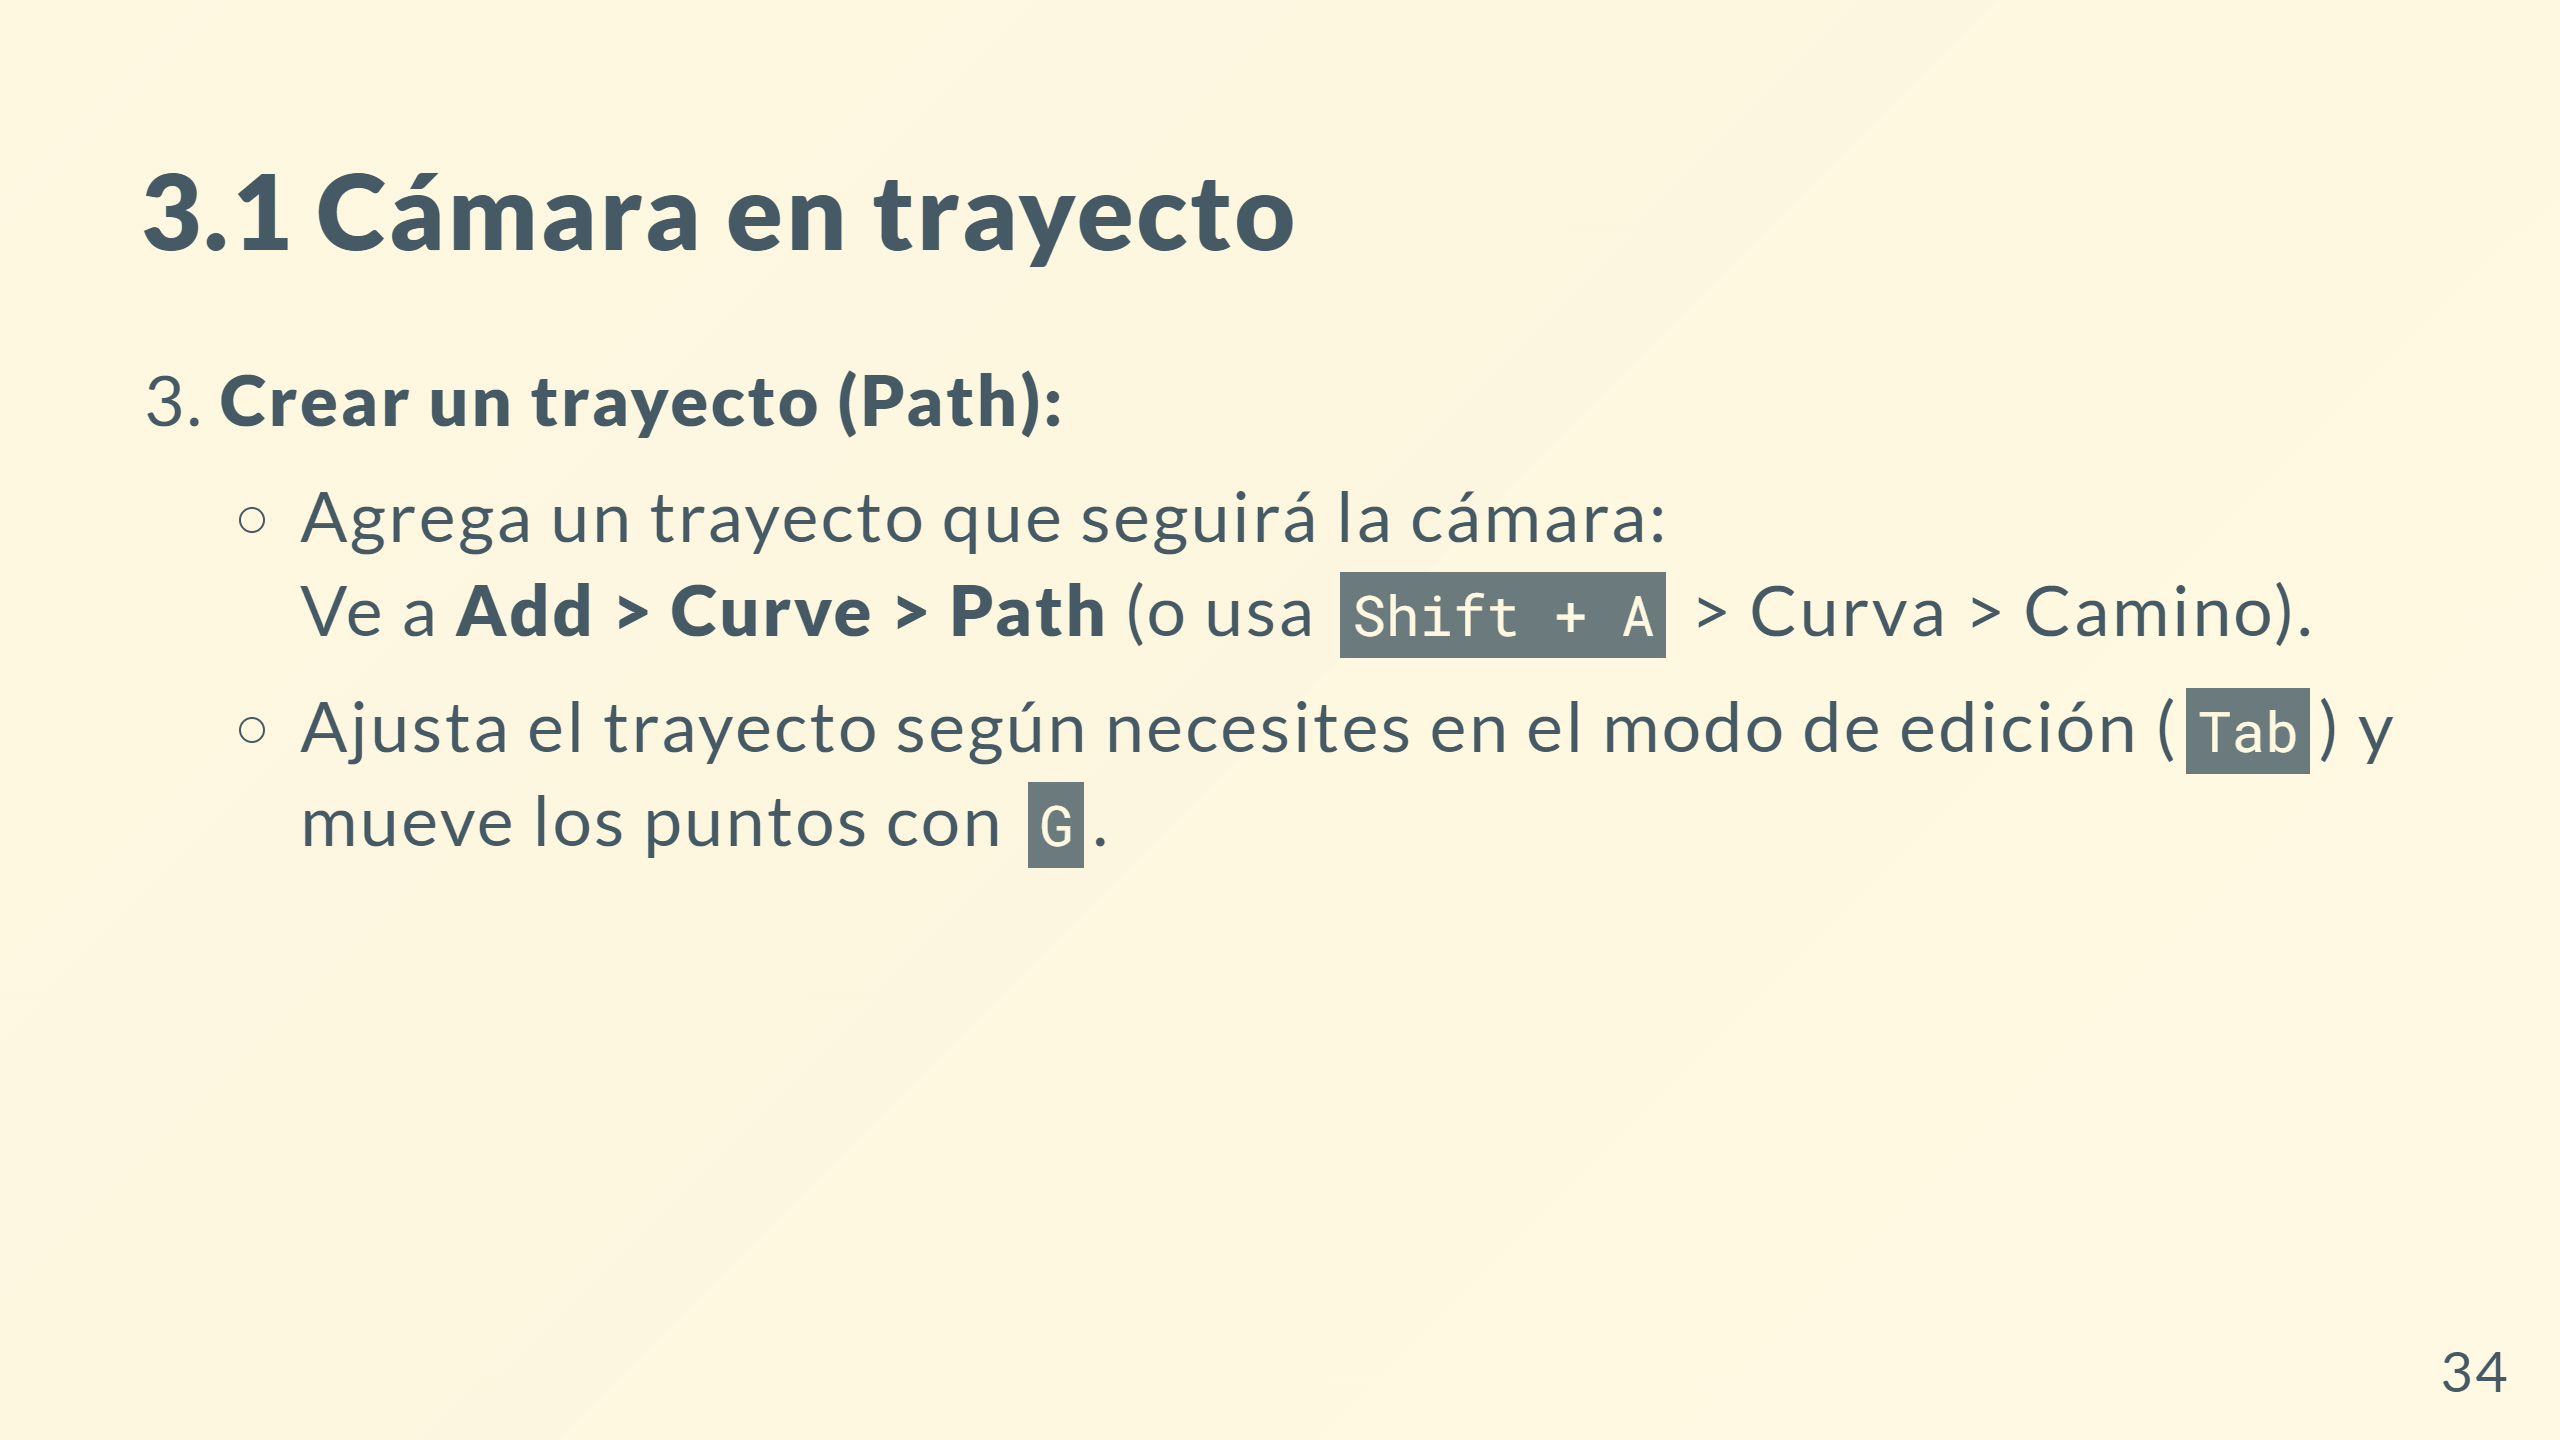 3.1 Cámara en trayecto
3. Crear un trayecto (Path):
○ Agrega un trayecto que seguirá la cámara:
Ve a Add > Curve > Path (o usa Shift + A > Curva > Camino).
○ Ajusta el trayecto según necesites en el modo de edición (Tab) y
mueve los puntos con G.
34